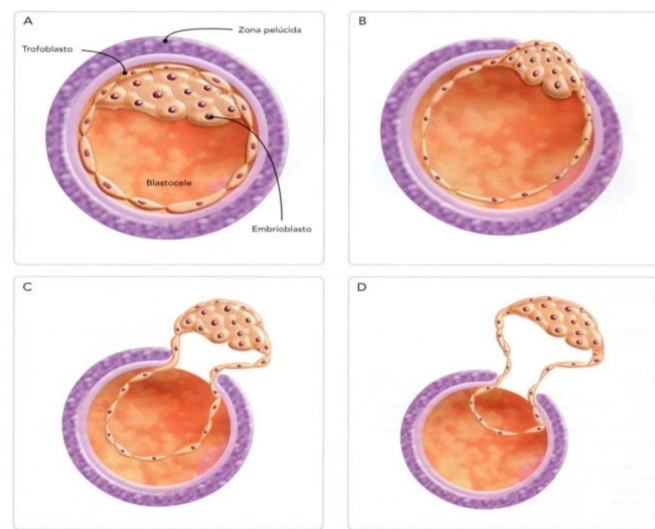 A
Zona pelúcida
Trofoblasto
Blastocele
Embrioblasto
B
C
D